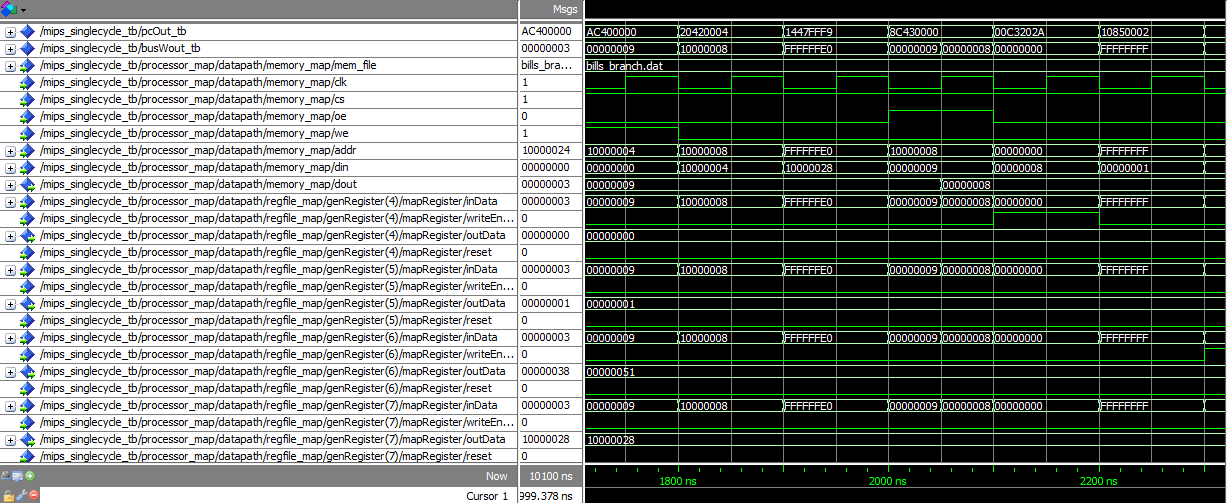 Msgs
/mips_singlecycle_tb/pcOut_tb AC400000 AC400000 20420004 1447FFF9 8C430000 00C3202A 10850002
/mips_singlecycle_tb/busWout_tb 00000003 00000009 10000008 FFFFFFE0 00000009 00000008 00000000 FFFFFFFF
/mips_singlecycle_tb/processor_map/datapath/memory_map/mem_file bills_bra... bills_branch.dat
/mips_singlecycle_tb/processor_map/datapath/memory_map/clk 1
/mips_singlecycle_tb/processor_map/datapath/memory_map/cs 1
/mips_singlecycle_tb/processor_map/datapath/memory_map/oe 0
/mips_singlecycle_tb/processor_map/datapath/memory_map/we 1
/mips_singlecycle_tb/processor_map/datapath/memory_map/addr 10000024 10000004 10000008 FFFFFFE0 10000008 00000000 FFFFFFFF
/mips_singlecycle_tb/processor_map/datapath/memory_map/din 00000000 00000000 10000004 10000028 00000009 00000008 00000001
/mips_singlecycle_tb/processor_map/datapath/memory_map/dout 00000003 00000009 00000008
/mips_singlecycle_tb/processor_map/datapath/regfile_map/genRegister(4)/mapRegister/inData 00000003 00000009 10000008 FFFFFFE0 00000009 00000008 00000000 FFFFFFFF
/mips_singlecycle_tb/processor_map/datapath/regfile_map/genRegister(4)/mapRegister/writeEn... 0
/mips_singlecycle_tb/processor_map/datapath/regfile_map/genRegister(4)/mapRegister/outData 00000000 00000000
/mips_singlecycle_tb/processor_map/datapath/regfile_map/genRegister(4)/mapRegister/reset 0
/mips_singlecycle_tb/processor_map/datapath/regfile_map/genRegister(5)/mapRegister/inData 00000003 00000009 10000008 FFFFFFE0 00000009 00000008 00000000 FFFFFFFF
/mips_singlecycle_tb/processor_map/datapath/regfile_map/genRegister(5)/mapRegister/writeEn... 0
/mips_singlecycle_tb/processor_map/datapath/regfile_map/genRegister(5)/mapRegister/outData 00000001 00000001
/mips_singlecycle_tb/processor_map/datapath/regfile_map/genRegister(5)/mapRegister/reset 0
/mips_singlecycle_tb/processor_map/datapath/regfile_map/genRegister(6)/mapRegister/inData 00000003 00000009 10000008 FFFFFFE0 00000009 00000008 00000000 FFFFFFFF
/mips_singlecycle_tb/processor_map/datapath/regfile_map/genRegister(6)/mapRegister/writeEn... 0
/mips_singlecycle_tb/processor_map/datapath/regfile_map/genRegister(6)/mapRegister/outData 00000038 00000051
/mips_singlecycle_tb/processor_map/datapath/regfile_map/genRegister(6)/mapRegister/reset 0
/mips_singlecycle_tb/processor_map/datapath/regfile_map/genRegister(7)/mapRegister/inData 00000003 00000009 10000008 FFFFFFE0 00000009 00000008 00000000 FFFFFFFF
/mips_singlecycle_tb/processor_map/datapath/regfile_map/genRegister(7)/mapRegister/writeEn... 0
/mips_singlecycle_tb/processor_map/datapath/regfile_map/genRegister(7)/mapRegister/outData 10000028 10000028
/mips_singlecycle_tb/processor_map/datapath/regfile_map/genRegister(7)/mapRegister/reset 0
Now 10100 ns 1800 ns 2000 ns 2200 ns
Cursor 1 999.378 ns